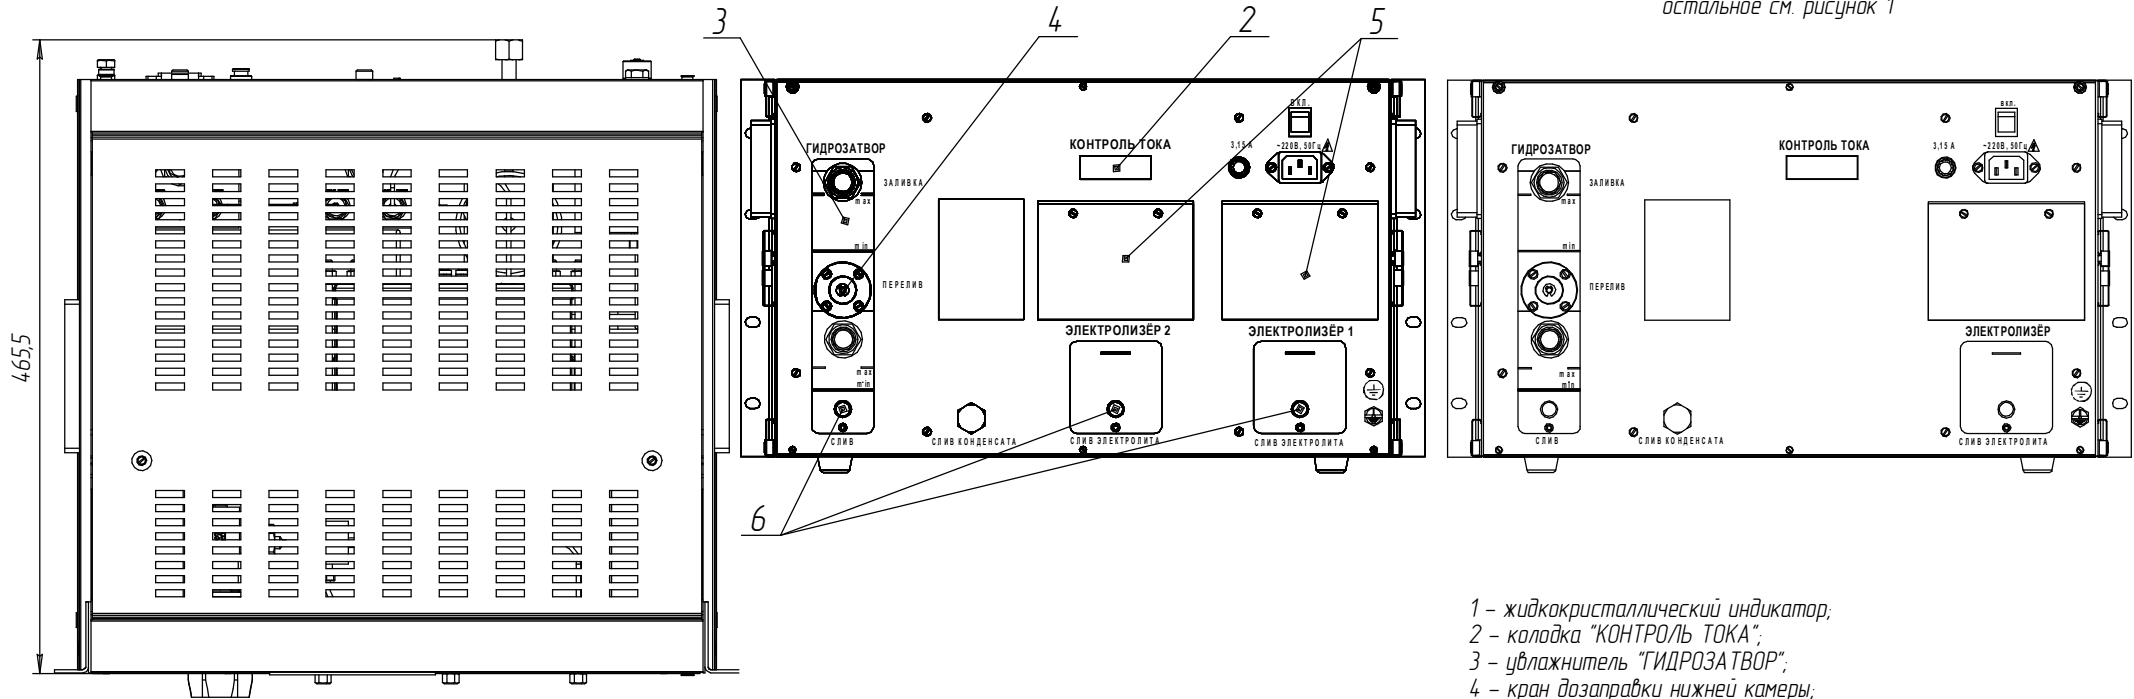 остальное см. рисунок 1
3
4
2
5
465,5
ГИДРОЗАТВОР
ЗАЛИВКА
max
min
ПЕРЕЛИВ
max
min
СЛИВ
СЛИВ КОНДЕНСАТА
КОНТРОЛЬ ТОКА
3,15 А
ВКЛ.
~220В, 50Гц
ЭЛЕКТРОЛИЗЁР 2
ЭЛЕКТРОЛИЗЁР 1
СЛИВ ЭЛЕКТРОЛИТА
СЛИВ ЭЛЕКТРОЛИТА
6
ГИДРОЗАТВОР
ЗАЛИВКА
max
min
ПЕРЕЛИВ
max
min
СЛИВ
СЛИВ КОНДЕНСАТА
КОНТРОЛЬ ТОКА
3,15 А
ВКЛ.
~220В, 50Гц
ЭЛЕКТРОЛИЗЁР
СЛИВ ЭЛЕКТРОЛИТА
1 – жидкокристаллический индикатор;
2 – колодка "КОНТРОЛЬ ТОКА";
3 – увлажнитель "ГИДРОЗАТВОР";
4 – кран дозаправки нижней камеры;